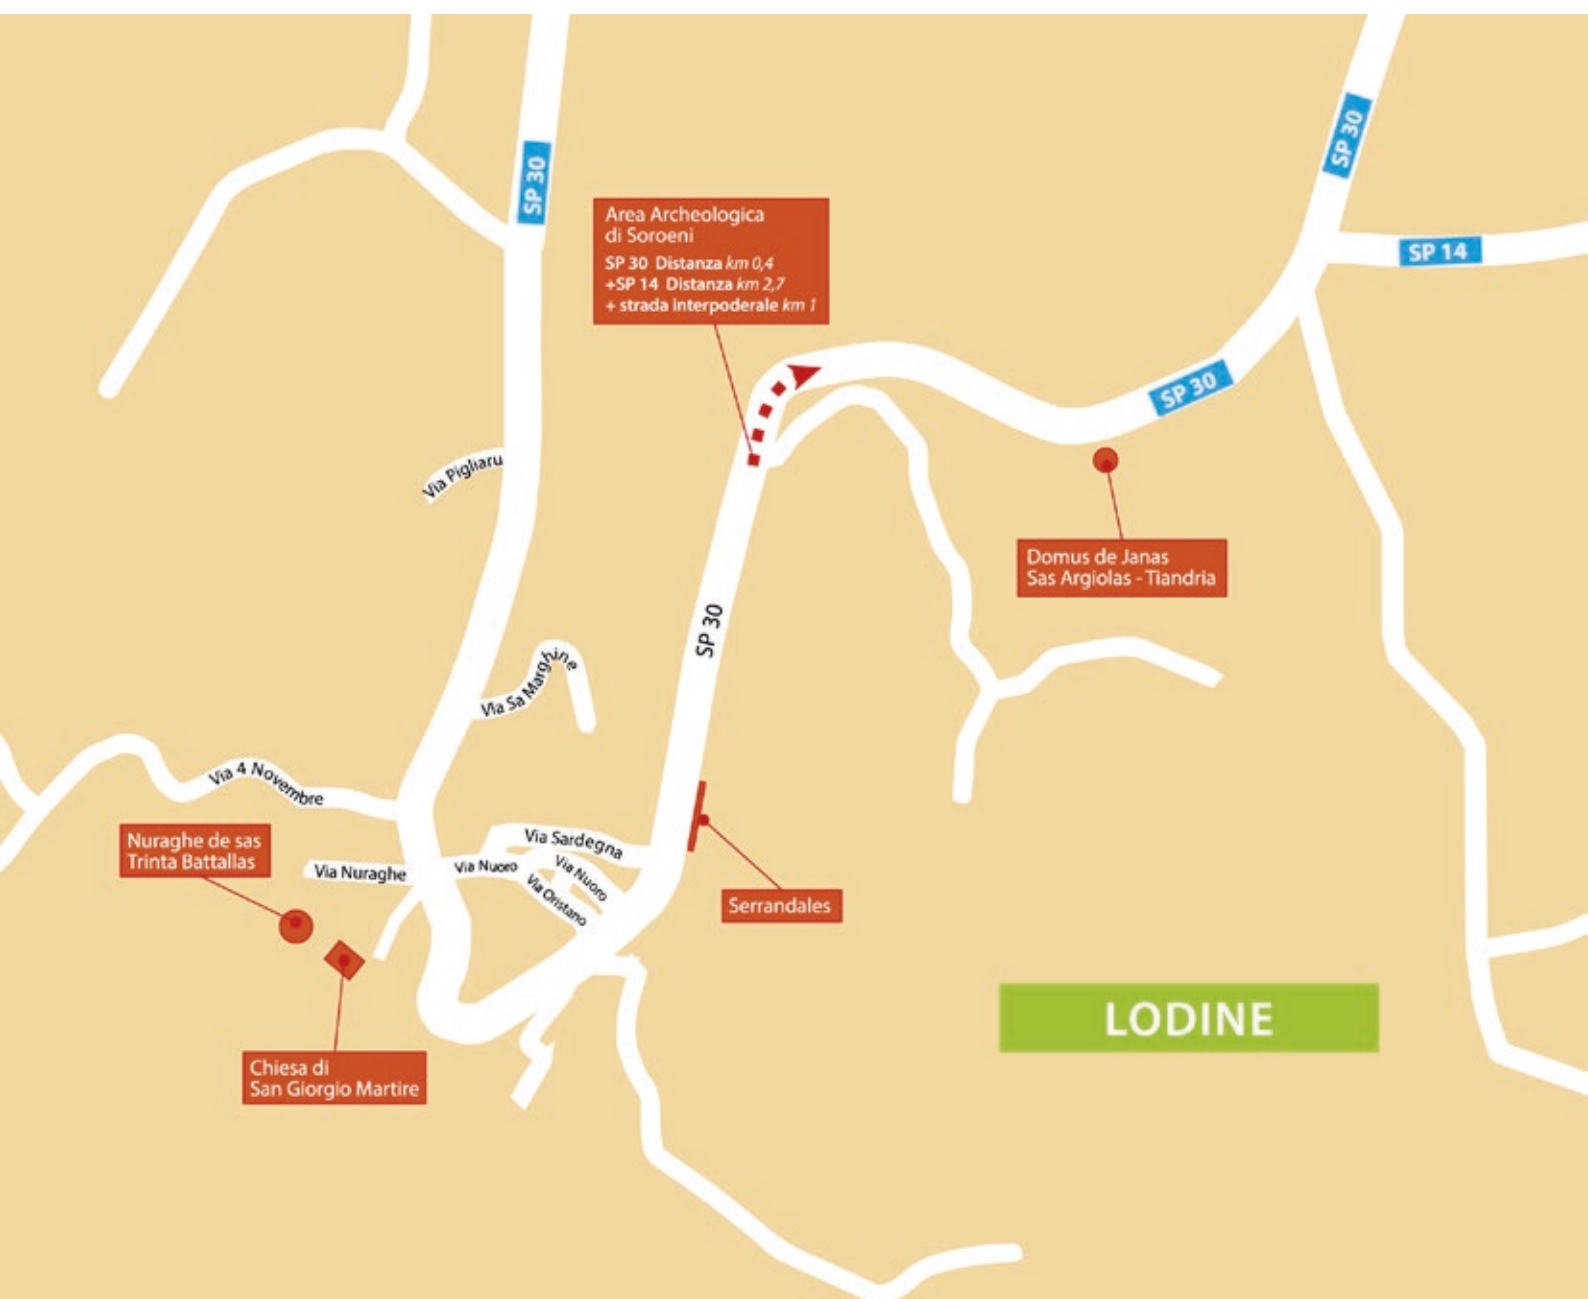 SP 30
SP 30
Area Archeologica
di Soroeni
SP 30 Distanza km 0,4
+SP 14 Distanza km 2,7
+ strada interpoderale km 1
SP 14
SP 30
Via Pigliaru
Domus de Janas
Sas Argiolas - Tiandria
SP 30
Via Sa Marghine
Via 4 Novembre
Nuraghe de sas
Trinta Battallas
Via Sardegna
Via Nuraghe
Via Nuoro
Via Nuoro
Via Oristano
Serrandales
LODINE
Chiesa di
San Giorgio Martire